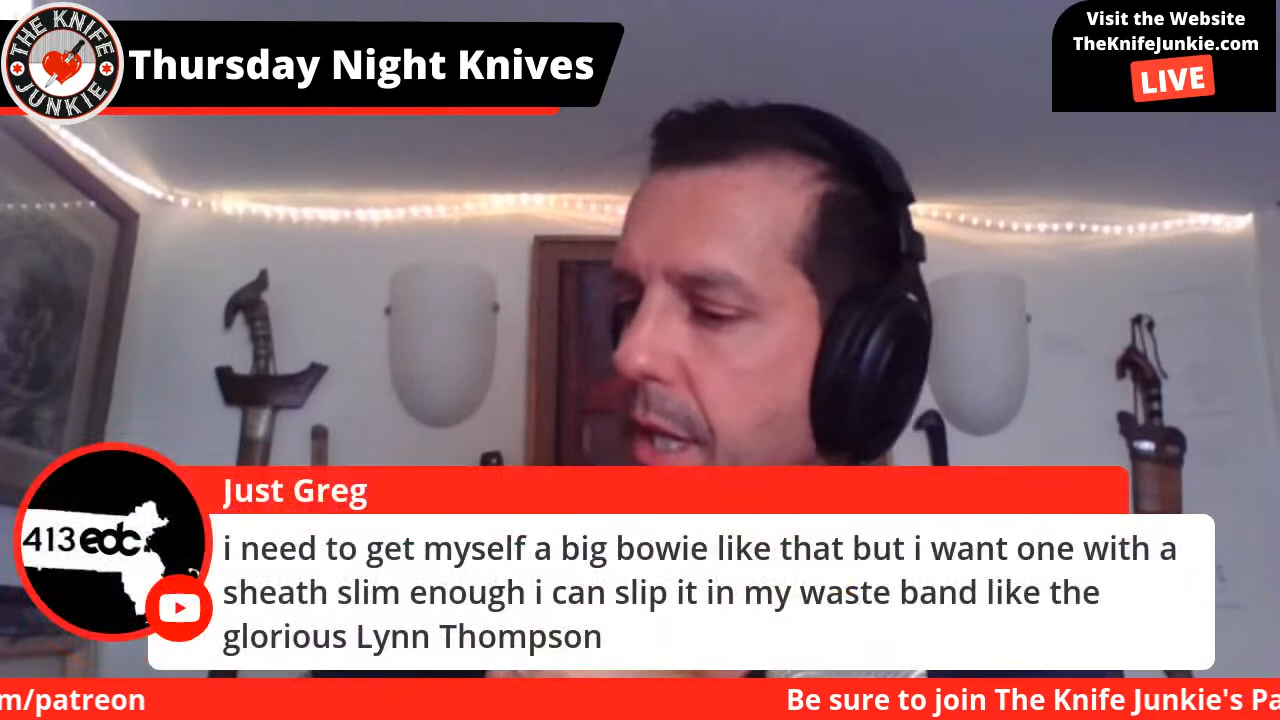 THE KNIFE
JUNKIE
Thursday Night Knives
Visit the Website
TheKnifeJunkie.com
LIVE
Just Greg
413edc
i need to get myself a big bowie like that but i want one with a
sheath slim enough i can slip it in my waste band like the
glorious Lynn Thompson
m/patreon
Be sure to join The Knife Junkie's Pa